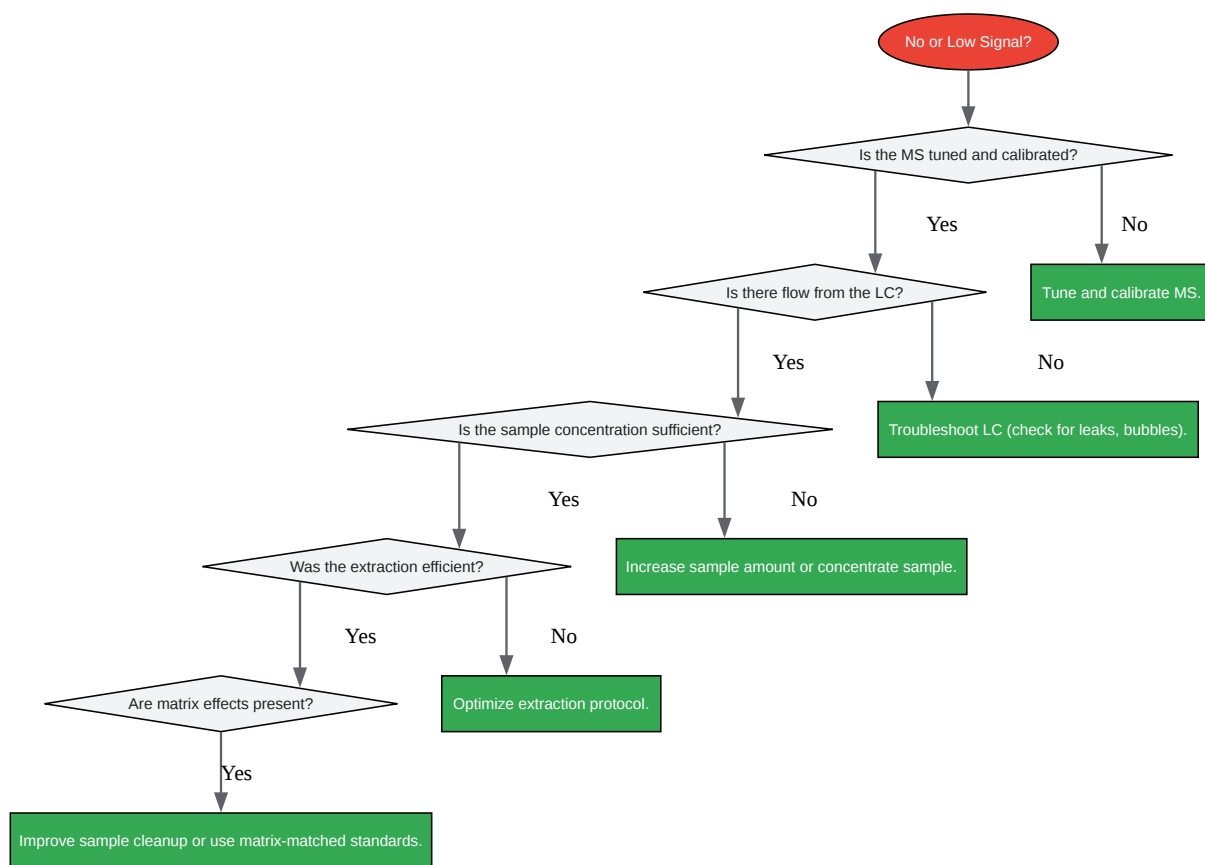 No or Low Signal?
Is the MS tuned and calibrated?
Yes
No
Is there flow from the LC?
Tune and calibrate MS.
Yes
No
Is the sample concentration sufficient?
Troubleshoot LC (check for leaks, bubbles).
Yes
No
Was the extraction efficient?
Increase sample amount or concentrate sample.
Yes
No
Are matrix effects present?
Optimize extraction protocol.
Yes
Improve sample cleanup or use matrix-matched standards.